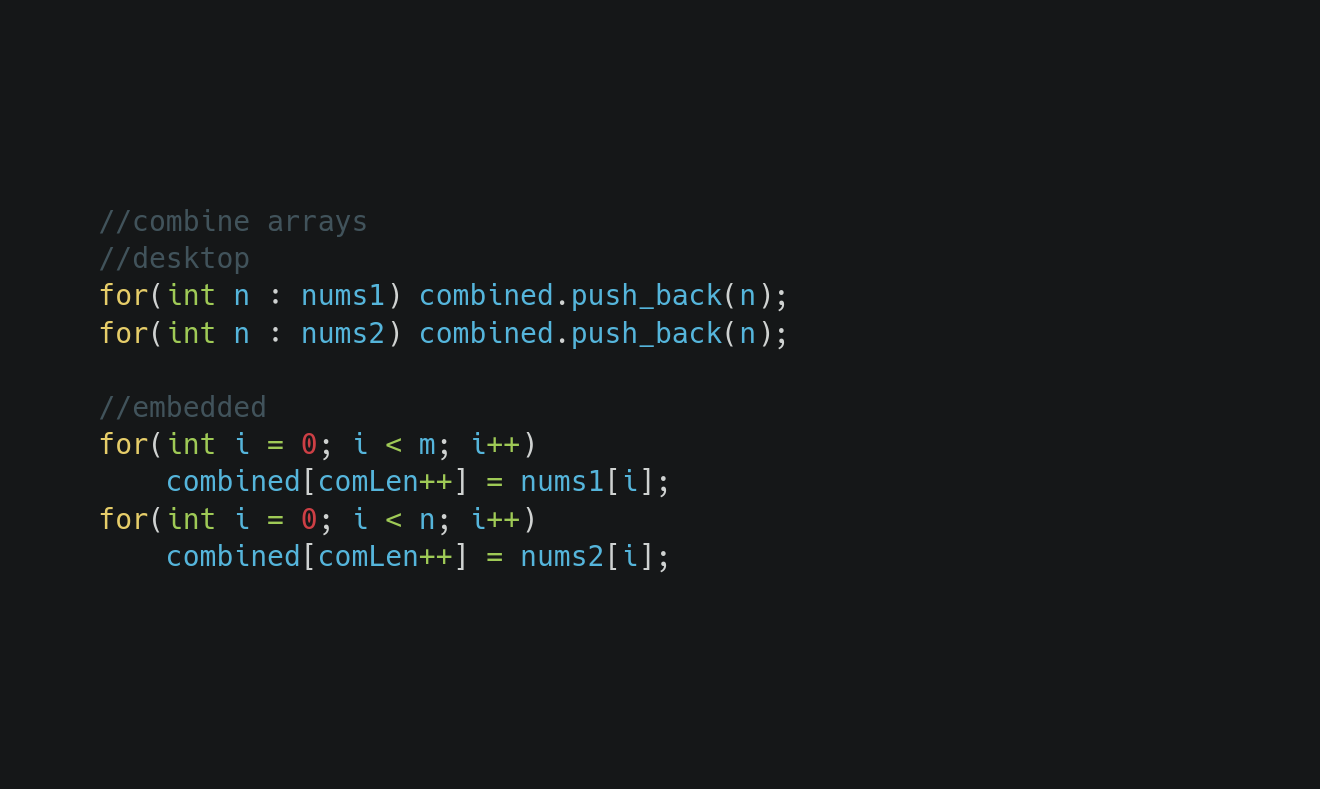 //combine arrays
//desktop
for(int n : nums1) combined.push_back(n);
for(int n : nums2) combined.push_back(n);

//embedded
for(int i = 0; i < m; i++)
    combined[comLen++] = nums1[i];
for(int i = 0; i < n; i++)
    combined[comLen++] = nums2[i];